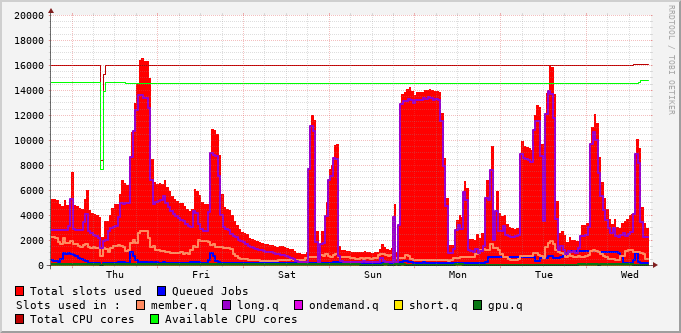 20000
18000
16000
14000
12000
10000
8000
6000
4000
2000
0
Thu Fri Sat Sun Mon Tue Wed
RRDTOOL / TOBI OETIKER
Total slots used Queued Jobs
Slots used in : member.q long.q ondemand.q short.q gpu.q
Total CPU cores Available CPU cores